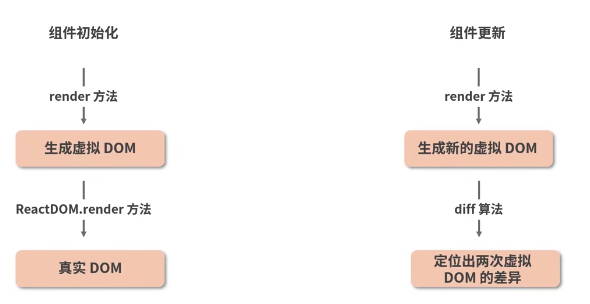 组件初始化
render 方法
生成虚拟 DOM
ReactDOM.render 方法
真实 DOM
组件更新
render 方法
生成新的虚拟 DOM
diff 算法
定位出两次虚拟
DOM 的差异